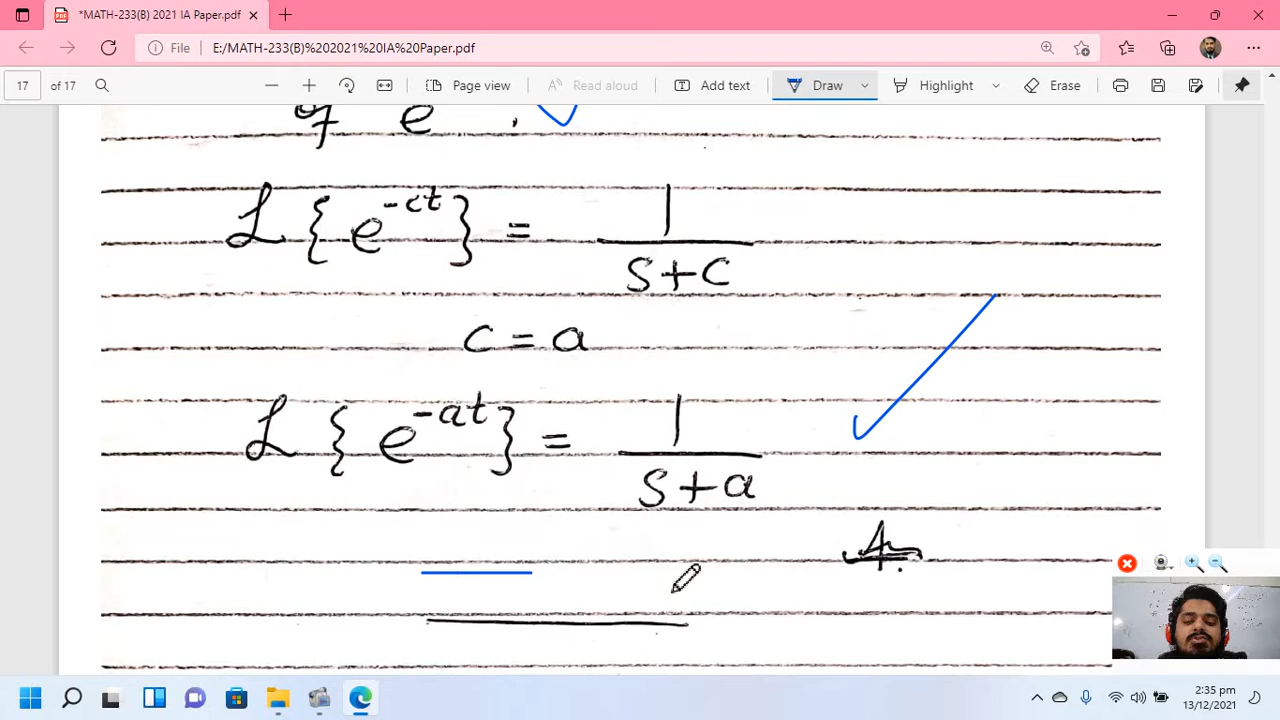 *MATH-233(B) 2021 IA Paper.pdf
File E:/MATH-233(B)%202021%20IA%20Paper.pdf
17 of 17 Page view Read aloud Add text Draw Highlight Erase
of e .
ℒ{e^-ct} = 1/(s+c)
c = a
ℒ{e^-at} = 1/(s+a)
2:35 pm
13/12/2021